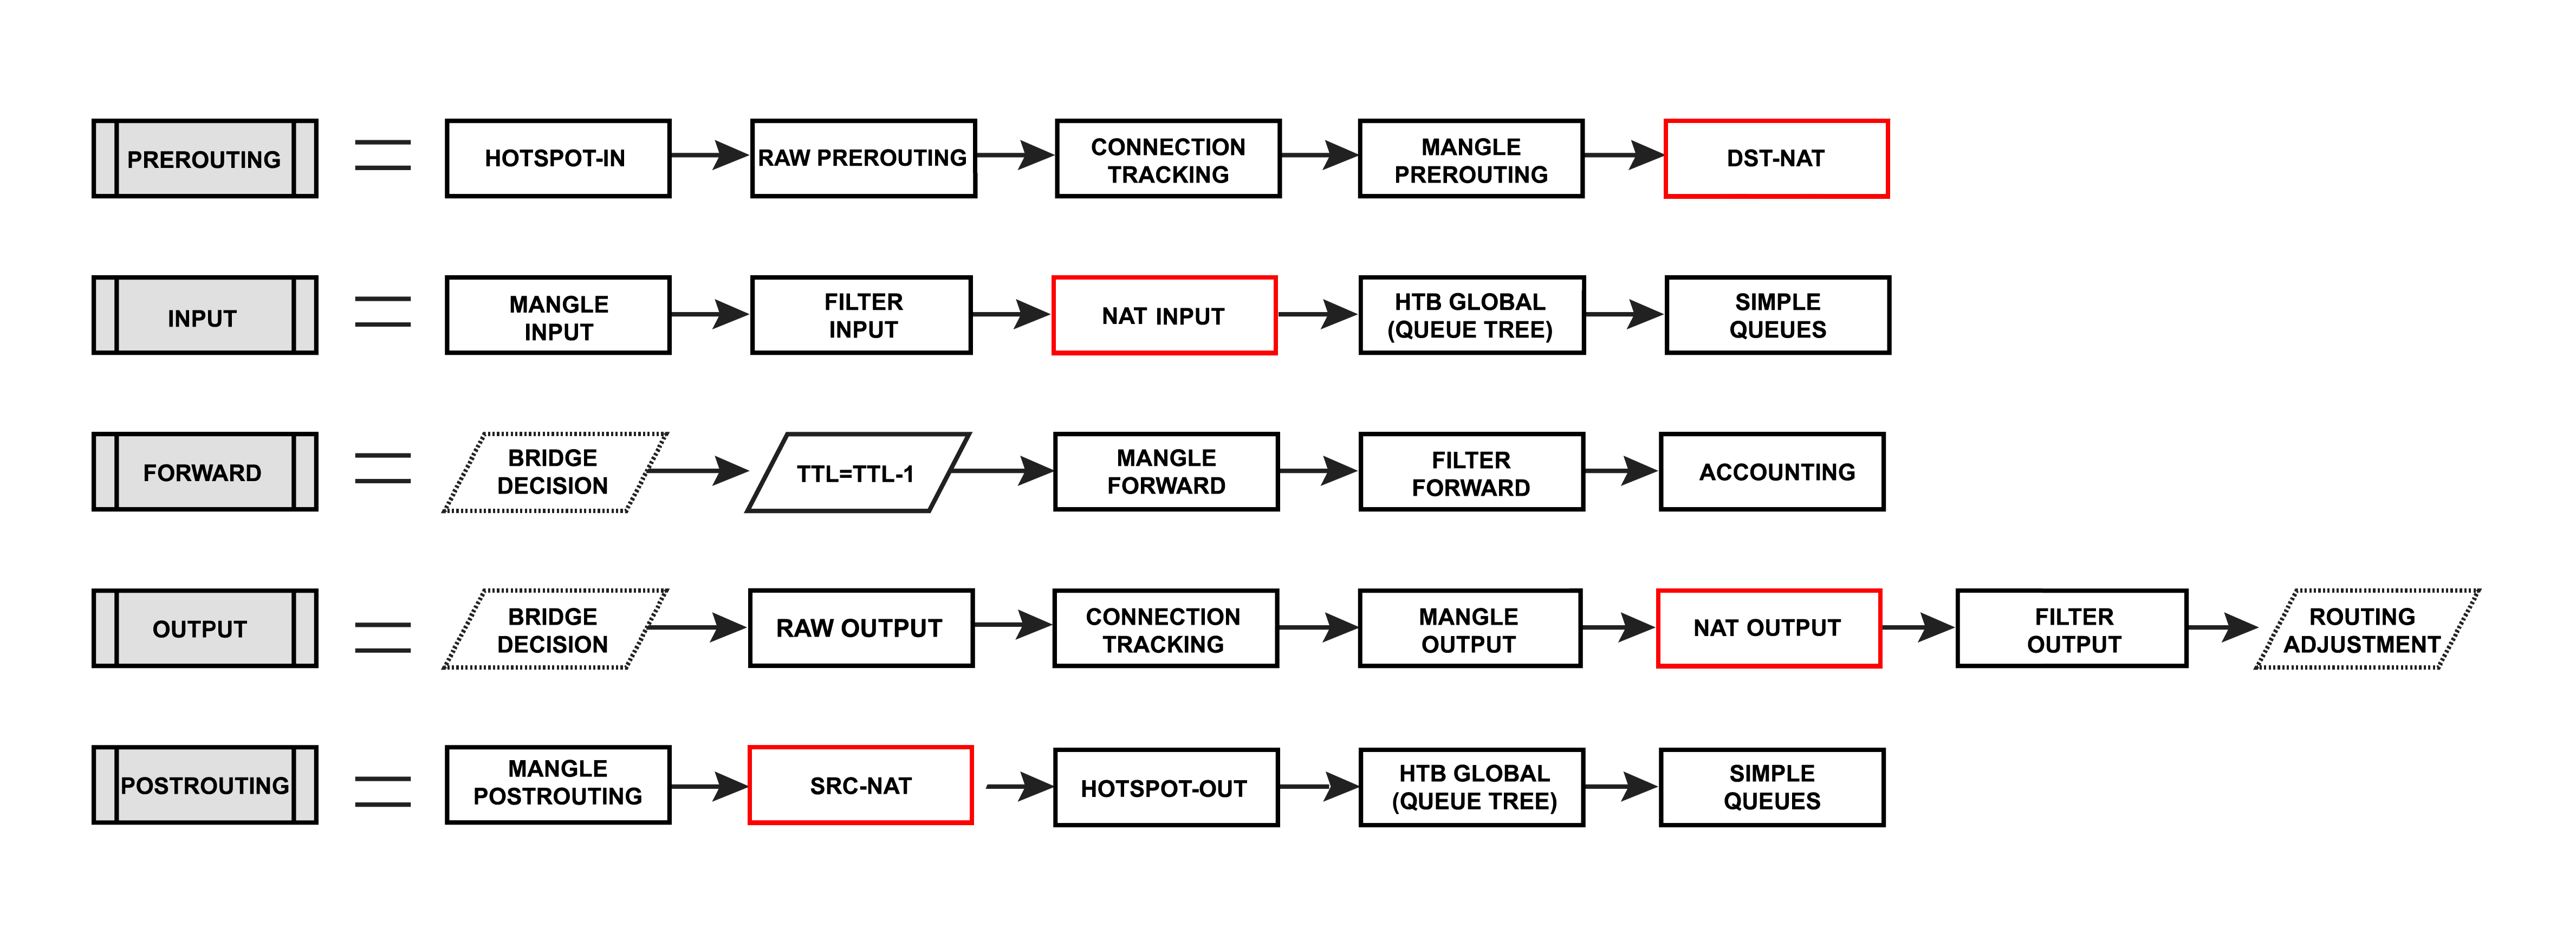 PREROUTING
HOTSPOT-IN
RAW PREROUTING
CONNECTION
TRACKING
MANGLE
PREROUTING
DST-NAT
INPUT
MANGLE
INPUT
FILTER
INPUT
NAT INPUT
HTB GLOBAL
(QUEUE TREE)
SIMPLE
QUEUES
FORWARD
BRIDGE
DECISION
TTL=TTL-1
MANGLE
FORWARD
FILTER
FORWARD
ACCOUNTING
OUTPUT
BRIDGE
DECISION
RAW OUTPUT
CONNECTION
TRACKING
MANGLE
OUTPUT
NAT OUTPUT
FILTER
OUTPUT
ROUTING
ADJUSTMENT
POSTROUTING
MANGLE
POSTROUTING
SRC-NAT
HOTSPOT-OUT
HTB GLOBAL
(QUEUE TREE)
SIMPLE
QUEUES